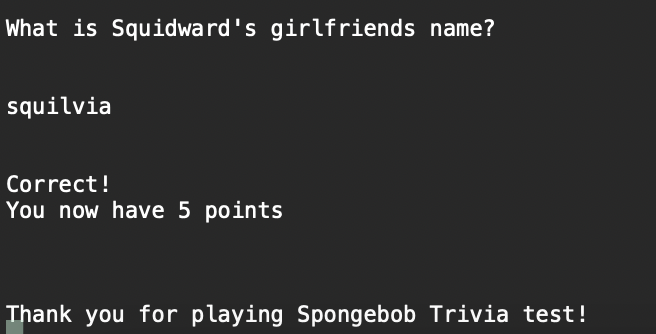 What is Squidward's girlfriends name?
squilvia
Correct!
You now have 5 points
Thank you for playing Spongebob Trivia test!